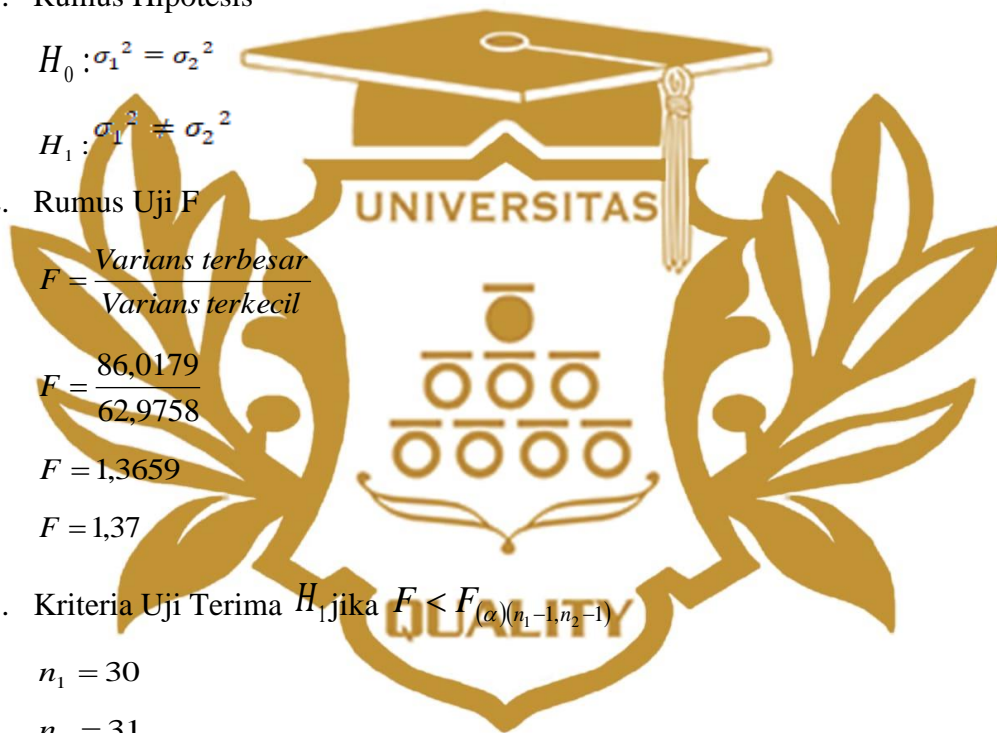 . Rumus Hipotesis
H₀ : σ₁² = σ₂²
H₁ : σ₁² ≠ σ₂²
. Rumus Uji F
UNIVERSITAS
F = Varians terbesar / Varians terkecil
F = 86,0179 / 62,9758
F = 1,3659
F = 1,37
. Kriteria Uji Terima H₁ jika F < F₍α₎₍n₁−1,n₂−1₎
QUALITY
n₁ = 30
= 31